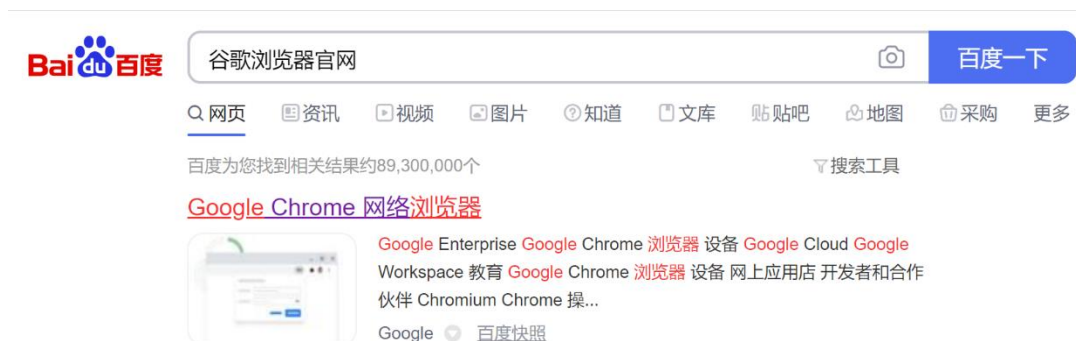 Bai du 百度
谷歌浏览器官网
百度一下
网页 资讯 视频 图片 知道 文库 贴吧 地图 采购 更多
百度为您找到相关结果约89,300,000个
搜索工具
Google Chrome 网络浏览器
Google Enterprise Google Chrome 浏览器 设备 Google Cloud Google
Workspace 教育 Google Chrome 浏览器 设备 网上应用店 开发者和合作
伙伴 Chromium Chrome 操...
Google 百度快照